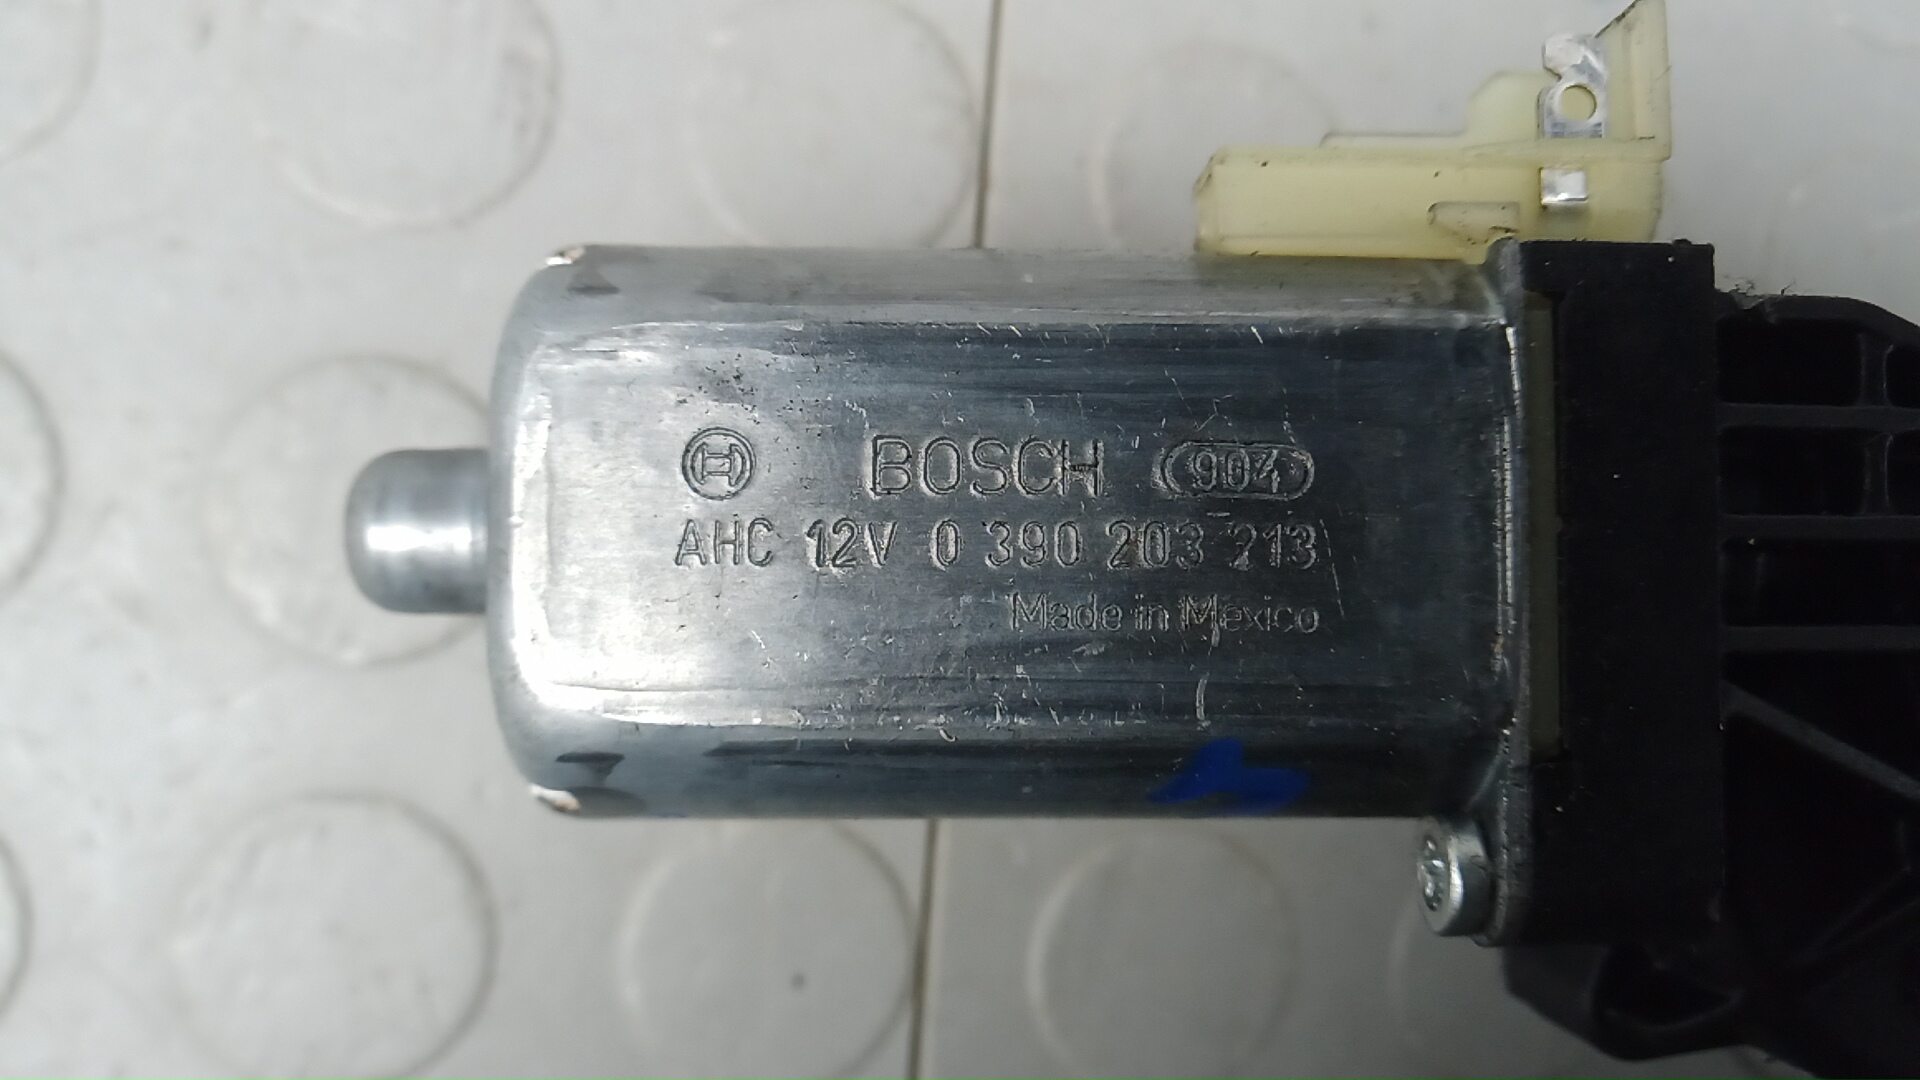 BOSCH 904
AHC 12V 0 390 203 213
Made in Mexico